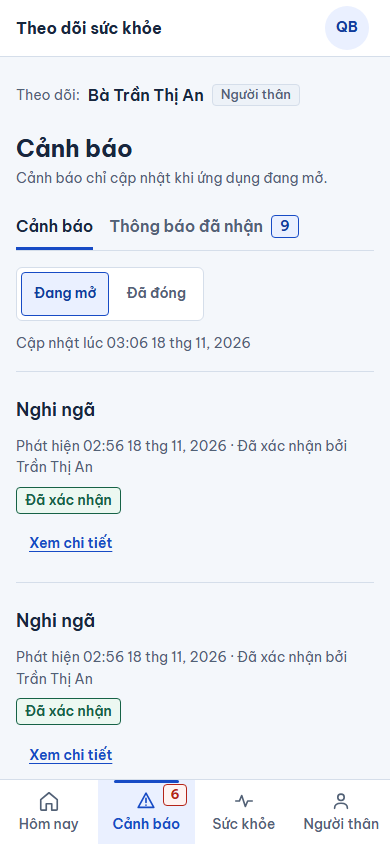 Theo dõi sức khỏe
QB
Theo dõi: Bà Trần Thị An Người thân
Cảnh báo
Cảnh báo chỉ cập nhật khi ứng dụng đang mở.
Cảnh báo Thông báo đã nhận 9
Đang mở Đã đóng
Cập nhật lúc 03:06 18 thg 11, 2026
Nghi ngã
Phát hiện 02:56 18 thg 11, 2026 · Đã xác nhận bởi
Trần Thị An
Đã xác nhận
Xem chi tiết
Nghi ngã
Phát hiện 02:56 18 thg 11, 2026 · Đã xác nhận bởi
Trần Thị An
Đã xác nhận
Xem chi tiết
6
Hôm nay Cảnh báo Sức khỏe Người thân